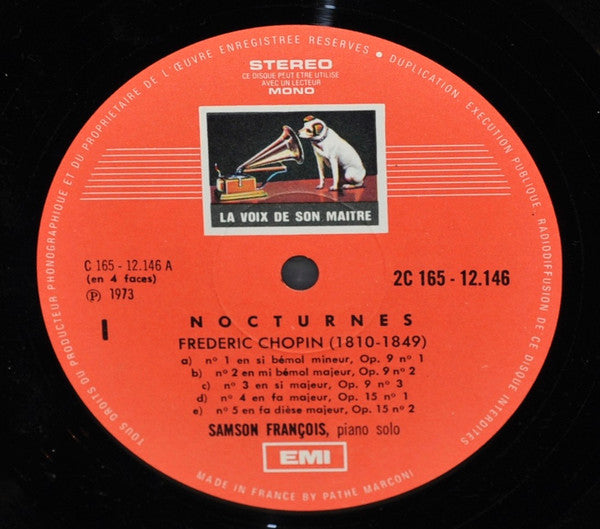 TOUS DROITS DU PRODUCTEUR PHONOGRAPHIQUE ET DU PROPRIETAIRE DE L'ŒUVRE ENREGISTREE RESERVES • DUPLICATION, EXECUTION PUBLIQUE, RADIODIFFUSION DE CE DISQUE INTERDITES
STEREO
CE DISQUE PEUT ETRE UTILISE
AVEC UN LECTEUR
MONO
LA VOIX DE SON MAITRE
C 165 - 12.146 A
(en 4 faces)
℗ 1973
2C 165 - 12.146
I
NOCTURNES
FREDERIC CHOPIN (1810-1849)
a) nº 1 en si bémol mineur, Op. 9 nº 1
b) nº 2 en mi bémol majeur, Op. 9 nº 2
c) nº 3 en si majeur, Op. 9 nº 3
d) nº 4 en fa majeur, Op. 15 nº 1
e) nº 5 en fa dièse majeur, Op. 15 nº 2
SAMSON FRANÇOIS, piano solo
EMI
MADE IN FRANCE BY PATHE MARCONI